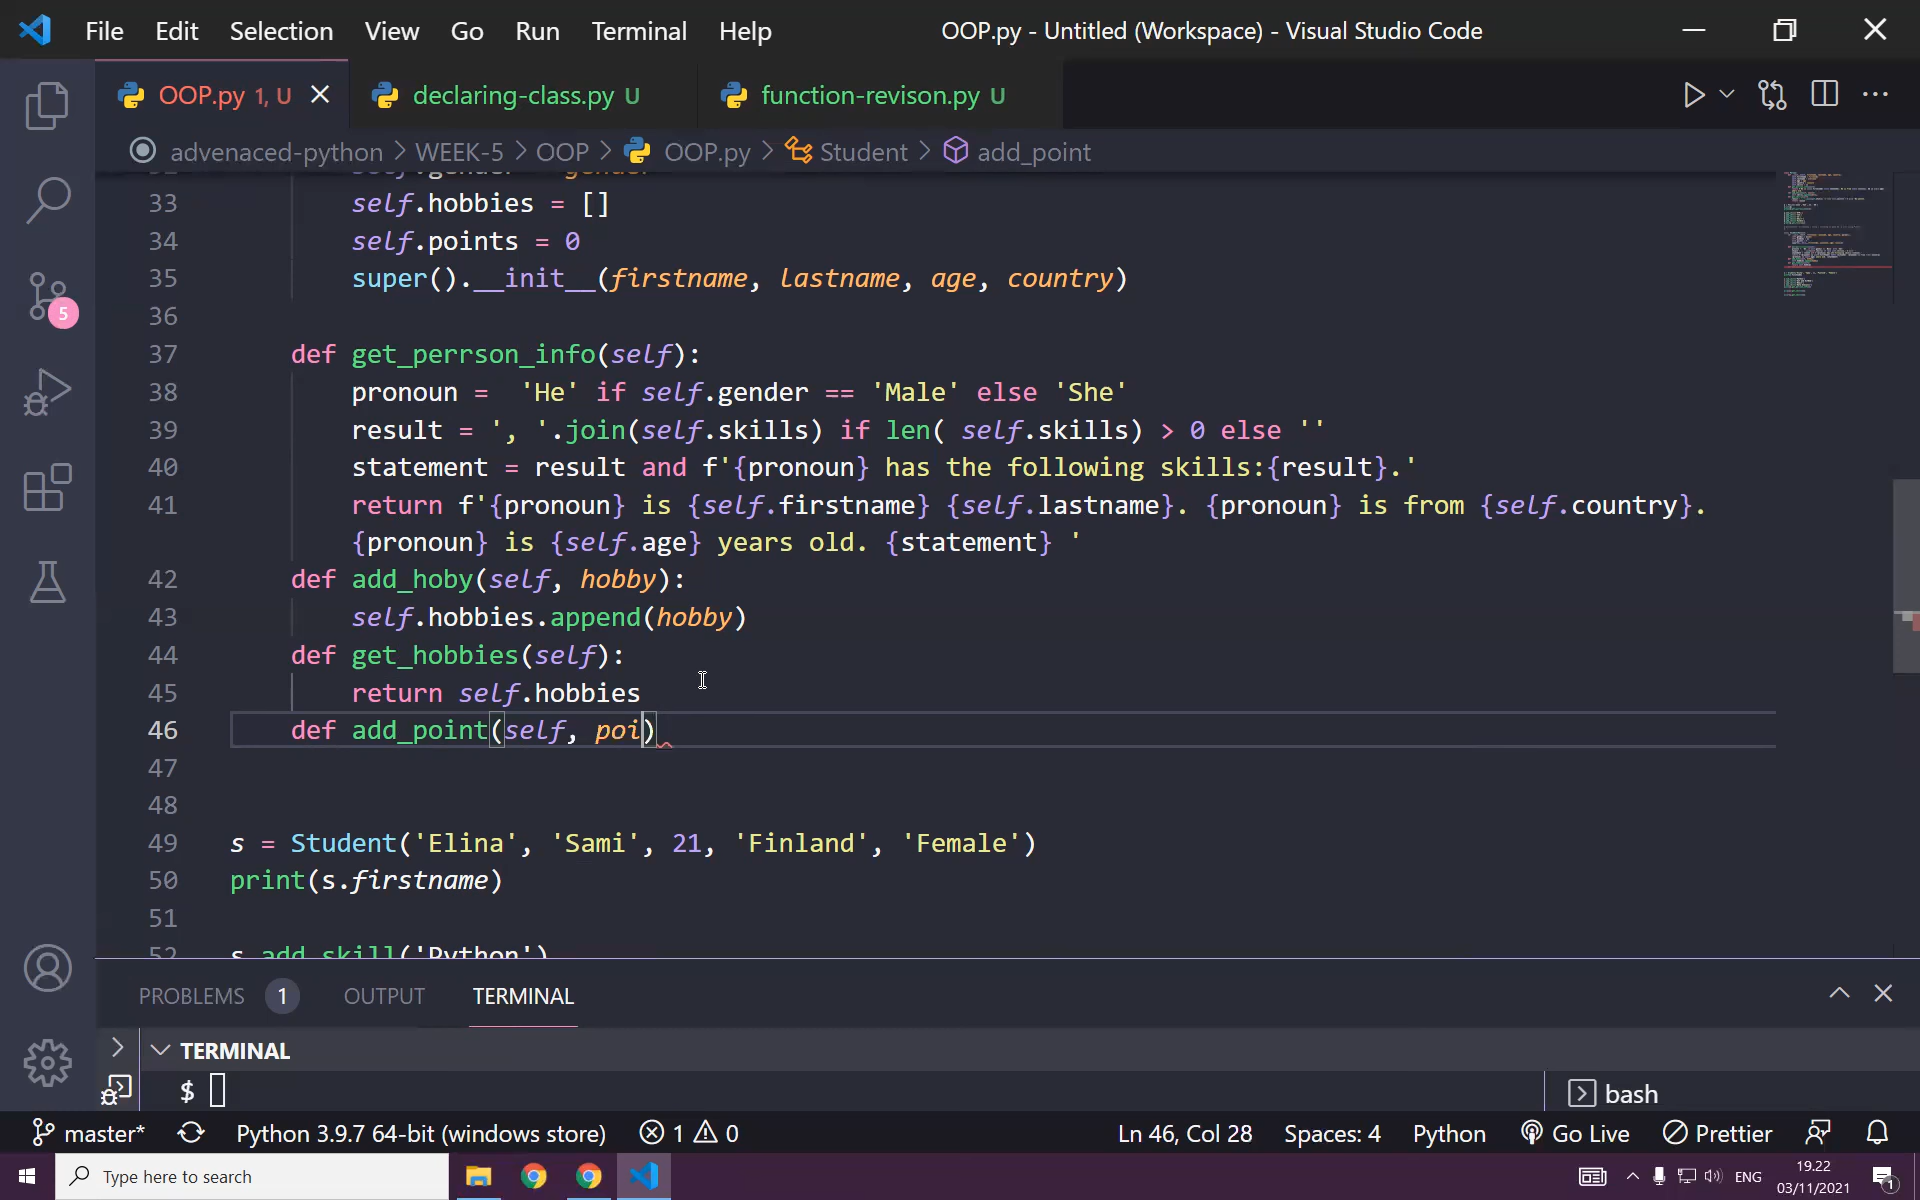 File Edit Selection View Go Run Terminal Help OOP.py - Untitled (Workspace) - Visual Studio Code
OOP.py 1, U declaring-class.py U function-revison.py U
advenaced-python > WEEK-5 > OOP > OOP.py > Student > add_point
33 self.hobbies = []
34 self.points = 0
35 super().__init__(firstname, lastname, age, country)
36
37 def get_perrson_info(self):
38 pronoun = 'He' if self.gender == 'Male' else 'She'
39 result = ', '.join(self.skills) if len( self.skills) > 0 else ''
40 statement = result and f'{pronoun} has the following skills:{result}.'
41 return f'{pronoun} is {self.firstname} {self.lastname}. {pronoun} is from {self.country}.
{pronoun} is {self.age} years old. {statement} '
42 def add_hoby(self, hobby):
43 self.hobbies.append(hobby)
44 def get_hobbies(self):
45 return self.hobbies
46 def add_point(self, poi)
47
48
49 s = Student('Elina', 'Sami', 21, 'Finland', 'Female')
50 print(s.firstname)
51
52 s.add_skill('Python')
PROBLEMS 1 OUTPUT TERMINAL
TERMINAL
$
bash
5
master* Python 3.9.7 64-bit (windows store) 1 0 Ln 46, Col 28 Spaces: 4 Python Go Live Prettier
Type here to search ENG 19.22
03/11/2021 1